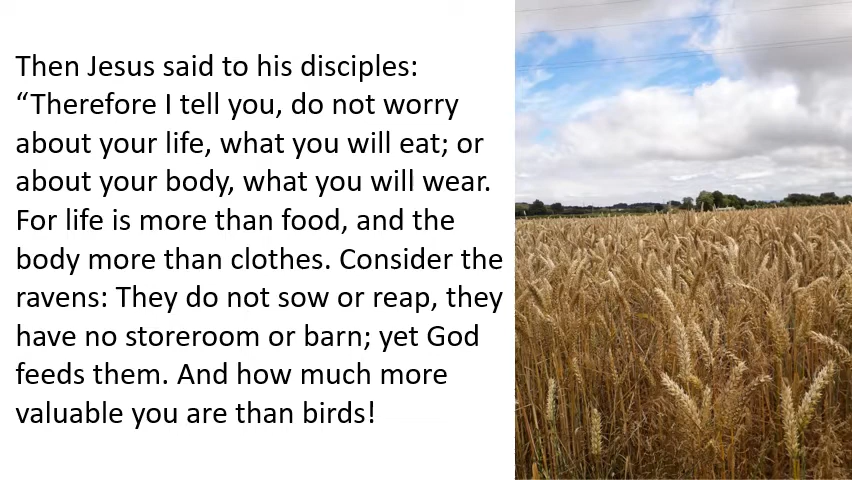 Then Jesus said to his disciples:
“Therefore I tell you, do not worry
about your life, what you will eat; or
about your body, what you will wear.
For life is more than food, and the
body more than clothes. Consider the
ravens: They do not sow or reap, they
have no storeroom or barn; yet God
feeds them. And how much more
valuable you are than birds!